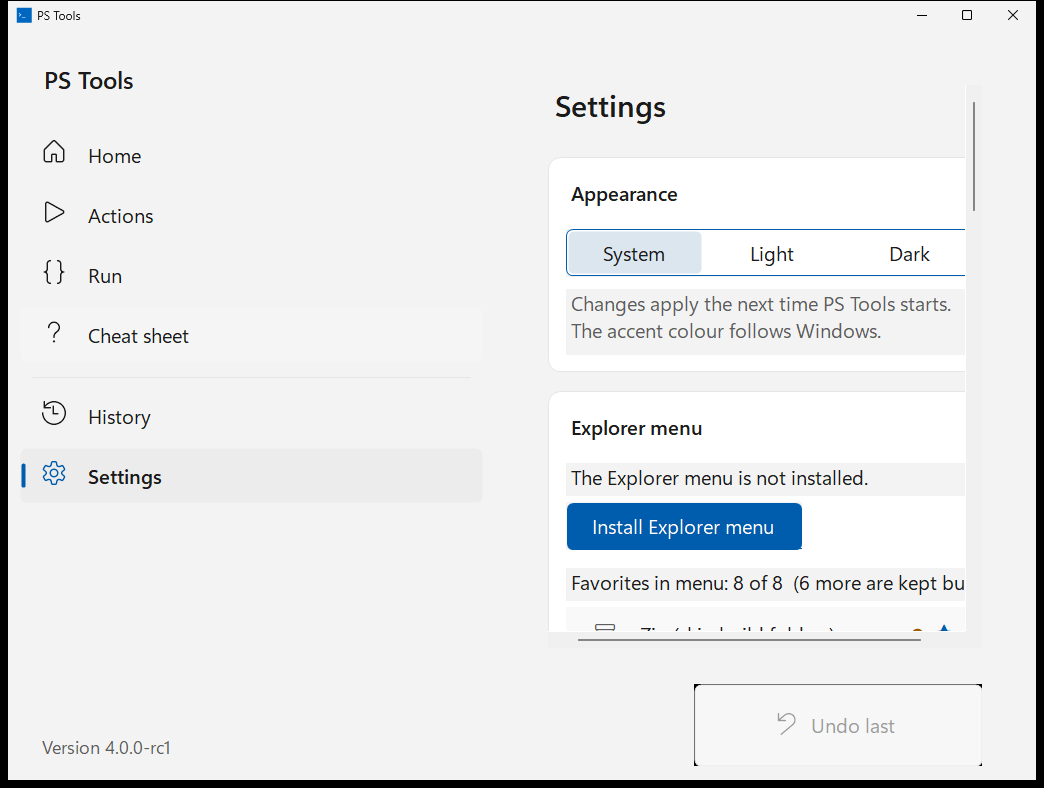 PS Tools
PS Tools
Home
Actions
Run
Cheat sheet
History
Settings
Version 4.0.0-rc1
Settings
Appearance
System Light Dark
Changes apply the next time PS Tools starts.
The accent colour follows Windows.
Explorer menu
The Explorer menu is not installed.
Install Explorer menu
Favorites in menu: 8 of 8 (6 more are kept bu
Undo last